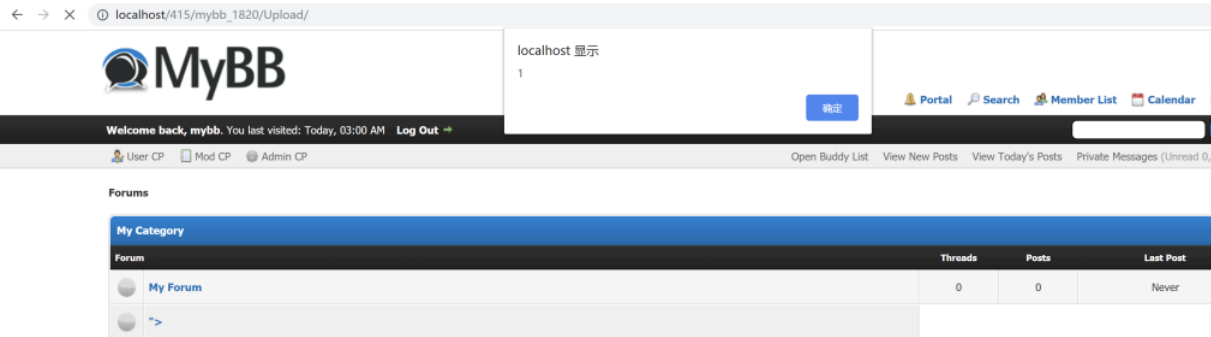 localhost/415/mybb_1820/Upload/
MyBB
localhost 显示
1
确定
Portal Search Member List Calendar
Welcome back, mybb. You last visited: Today, 03:00 AM Log Out
User CP Mod CP Admin CP Open Buddy List View New Posts View Today's Posts Private Messages (Unread 0,
Forums
My Category
Forum Threads Posts Last Post
My Forum 0 0 Never
">